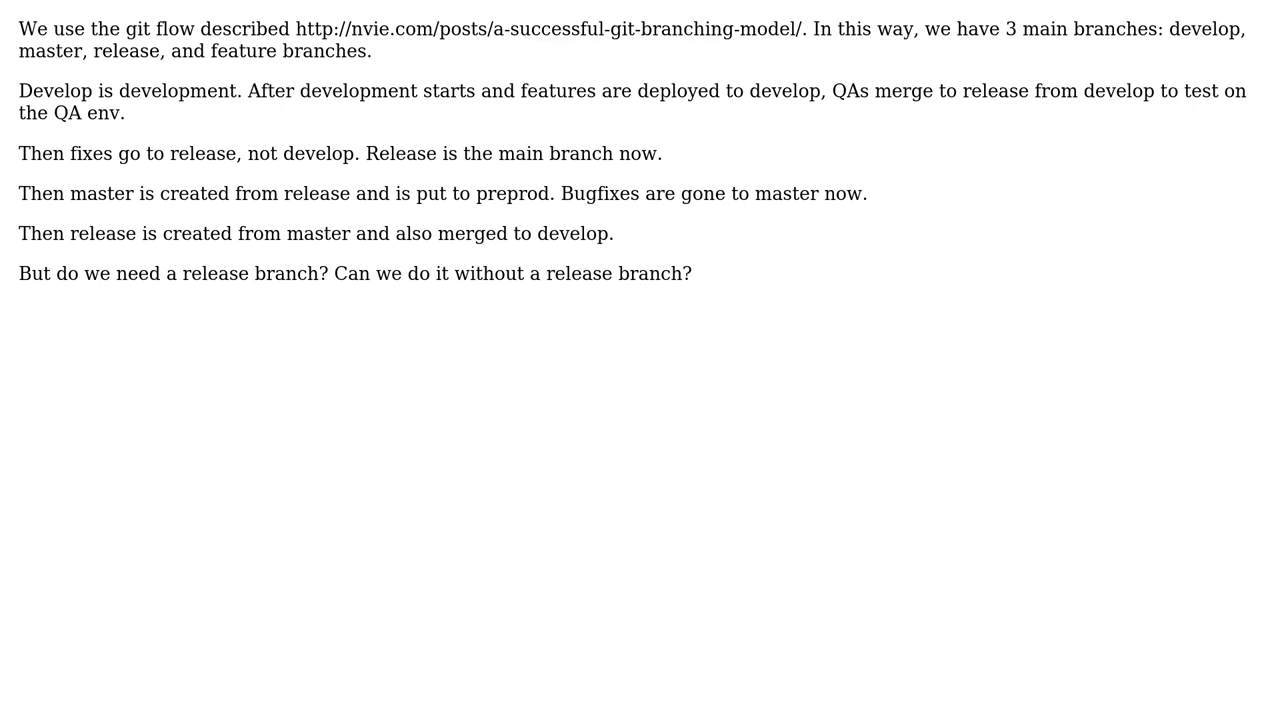 We use the git flow described http://nvie.com/posts/a-successful-git-branching-model/. In this way, we have 3 main branches: develop,
master, release, and feature branches.
Develop is development. After development starts and features are deployed to develop, QAs merge to release from develop to test on
the QA env.
Then fixes go to release, not develop. Release is the main branch now.
Then master is created from release and is put to preprod. Bugfixes are gone to master now.
Then release is created from master and also merged to develop.
But do we need a release branch? Can we do it without a release branch?